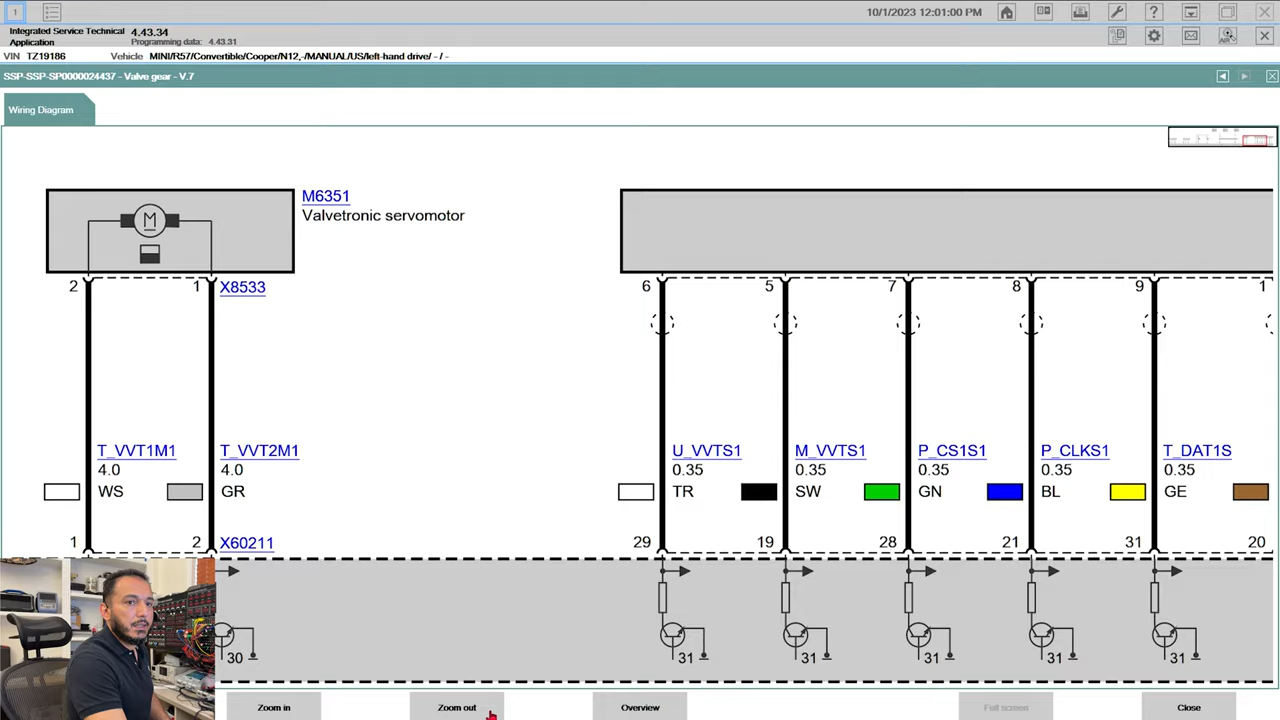 1
10/1/2023 12:01:00 PM
Integrated Service Technical Application 4.43.34
Programming data: 4.43.31
VIN TZ19186 Vehicle MINI/R57/Convertible/Cooper/N12,-/MANUAL/US/left-hand drive/ - / -
SSP-SSP-SP0000024437 - Valve gear - V.7
Wiring Diagram
M6351
Valvetronic servomotor
M
2 1 X8533 6 5 7 8 9 1
T_VVT1M1 T_VVT2M1 U_VVTS1 M_VVTS1 P_CS1S1 P_CLKS1 T_DAT1S
4.0 4.0 0.35 0.35 0.35 0.35 0.35
WS GR TR SW GN BL GE
1 2 X60211 29 19 28 21 31 20
30 31 31 31 31 31
Zoom in Zoom out Overview Full screen Close